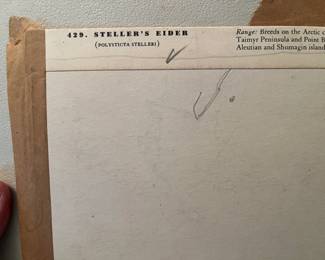 429. STELLER'S EIDER
(POLYSTICTA STELLERI)
Range: Breeds on the Arctic
Taimyr Peninsula and Point
Aleutian and Shumagin island